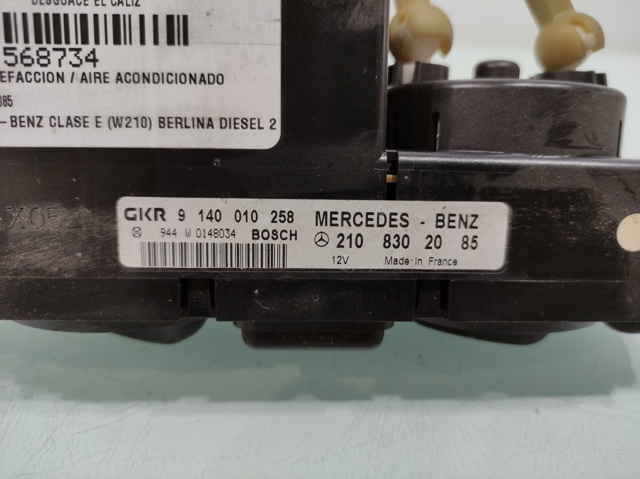 DESGUACE EL CALIZ
568734
EFACCION / AIRE ACONDICIONADO
085
- BENZ CLASE E (W210) BERLINA DIESEL 2
GKR 9 140 010 258 MERCEDES - BENZ
944 W 0148034 BOSCH 210 830 20 85
12V Made in France